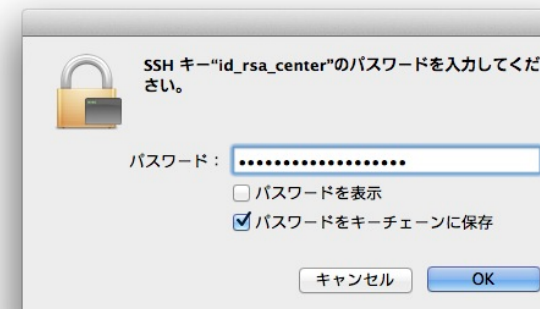 SSH キー“id_rsa_center”のパスワードを入力してくだ
さい。
パスワード：
•••••••••••••••••••
パスワードを表示
パスワードをキーチェーンに保存
キャンセル
OK